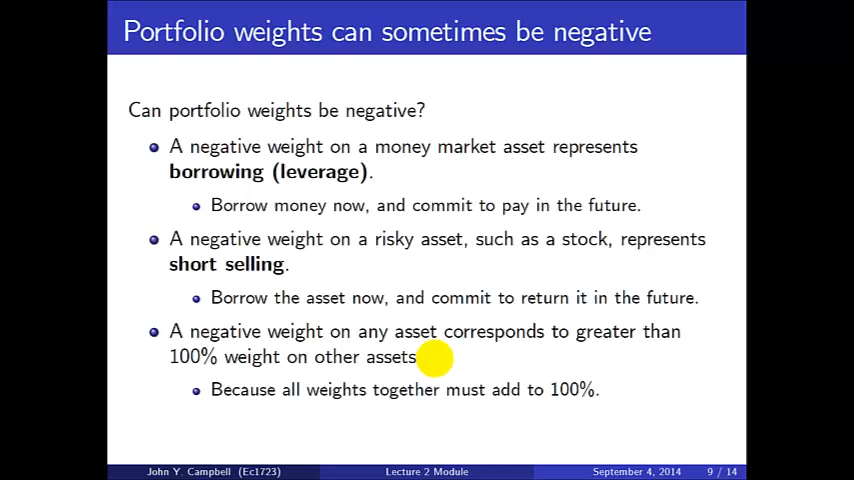 Portfolio weights can sometimes be negative
Can portfolio weights be negative?
A negative weight on a money market asset represents
borrowing (leverage).
Borrow money now, and commit to pay in the future.
A negative weight on a risky asset, such as a stock, represents
short selling.
Borrow the asset now, and commit to return it in the future.
A negative weight on any asset corresponds to greater than
100% weight on other assets
Because all weights together must add to 100%.
John Y. Campbell (Ec1723) Lecture 2 Module September 4, 2014 9 / 14